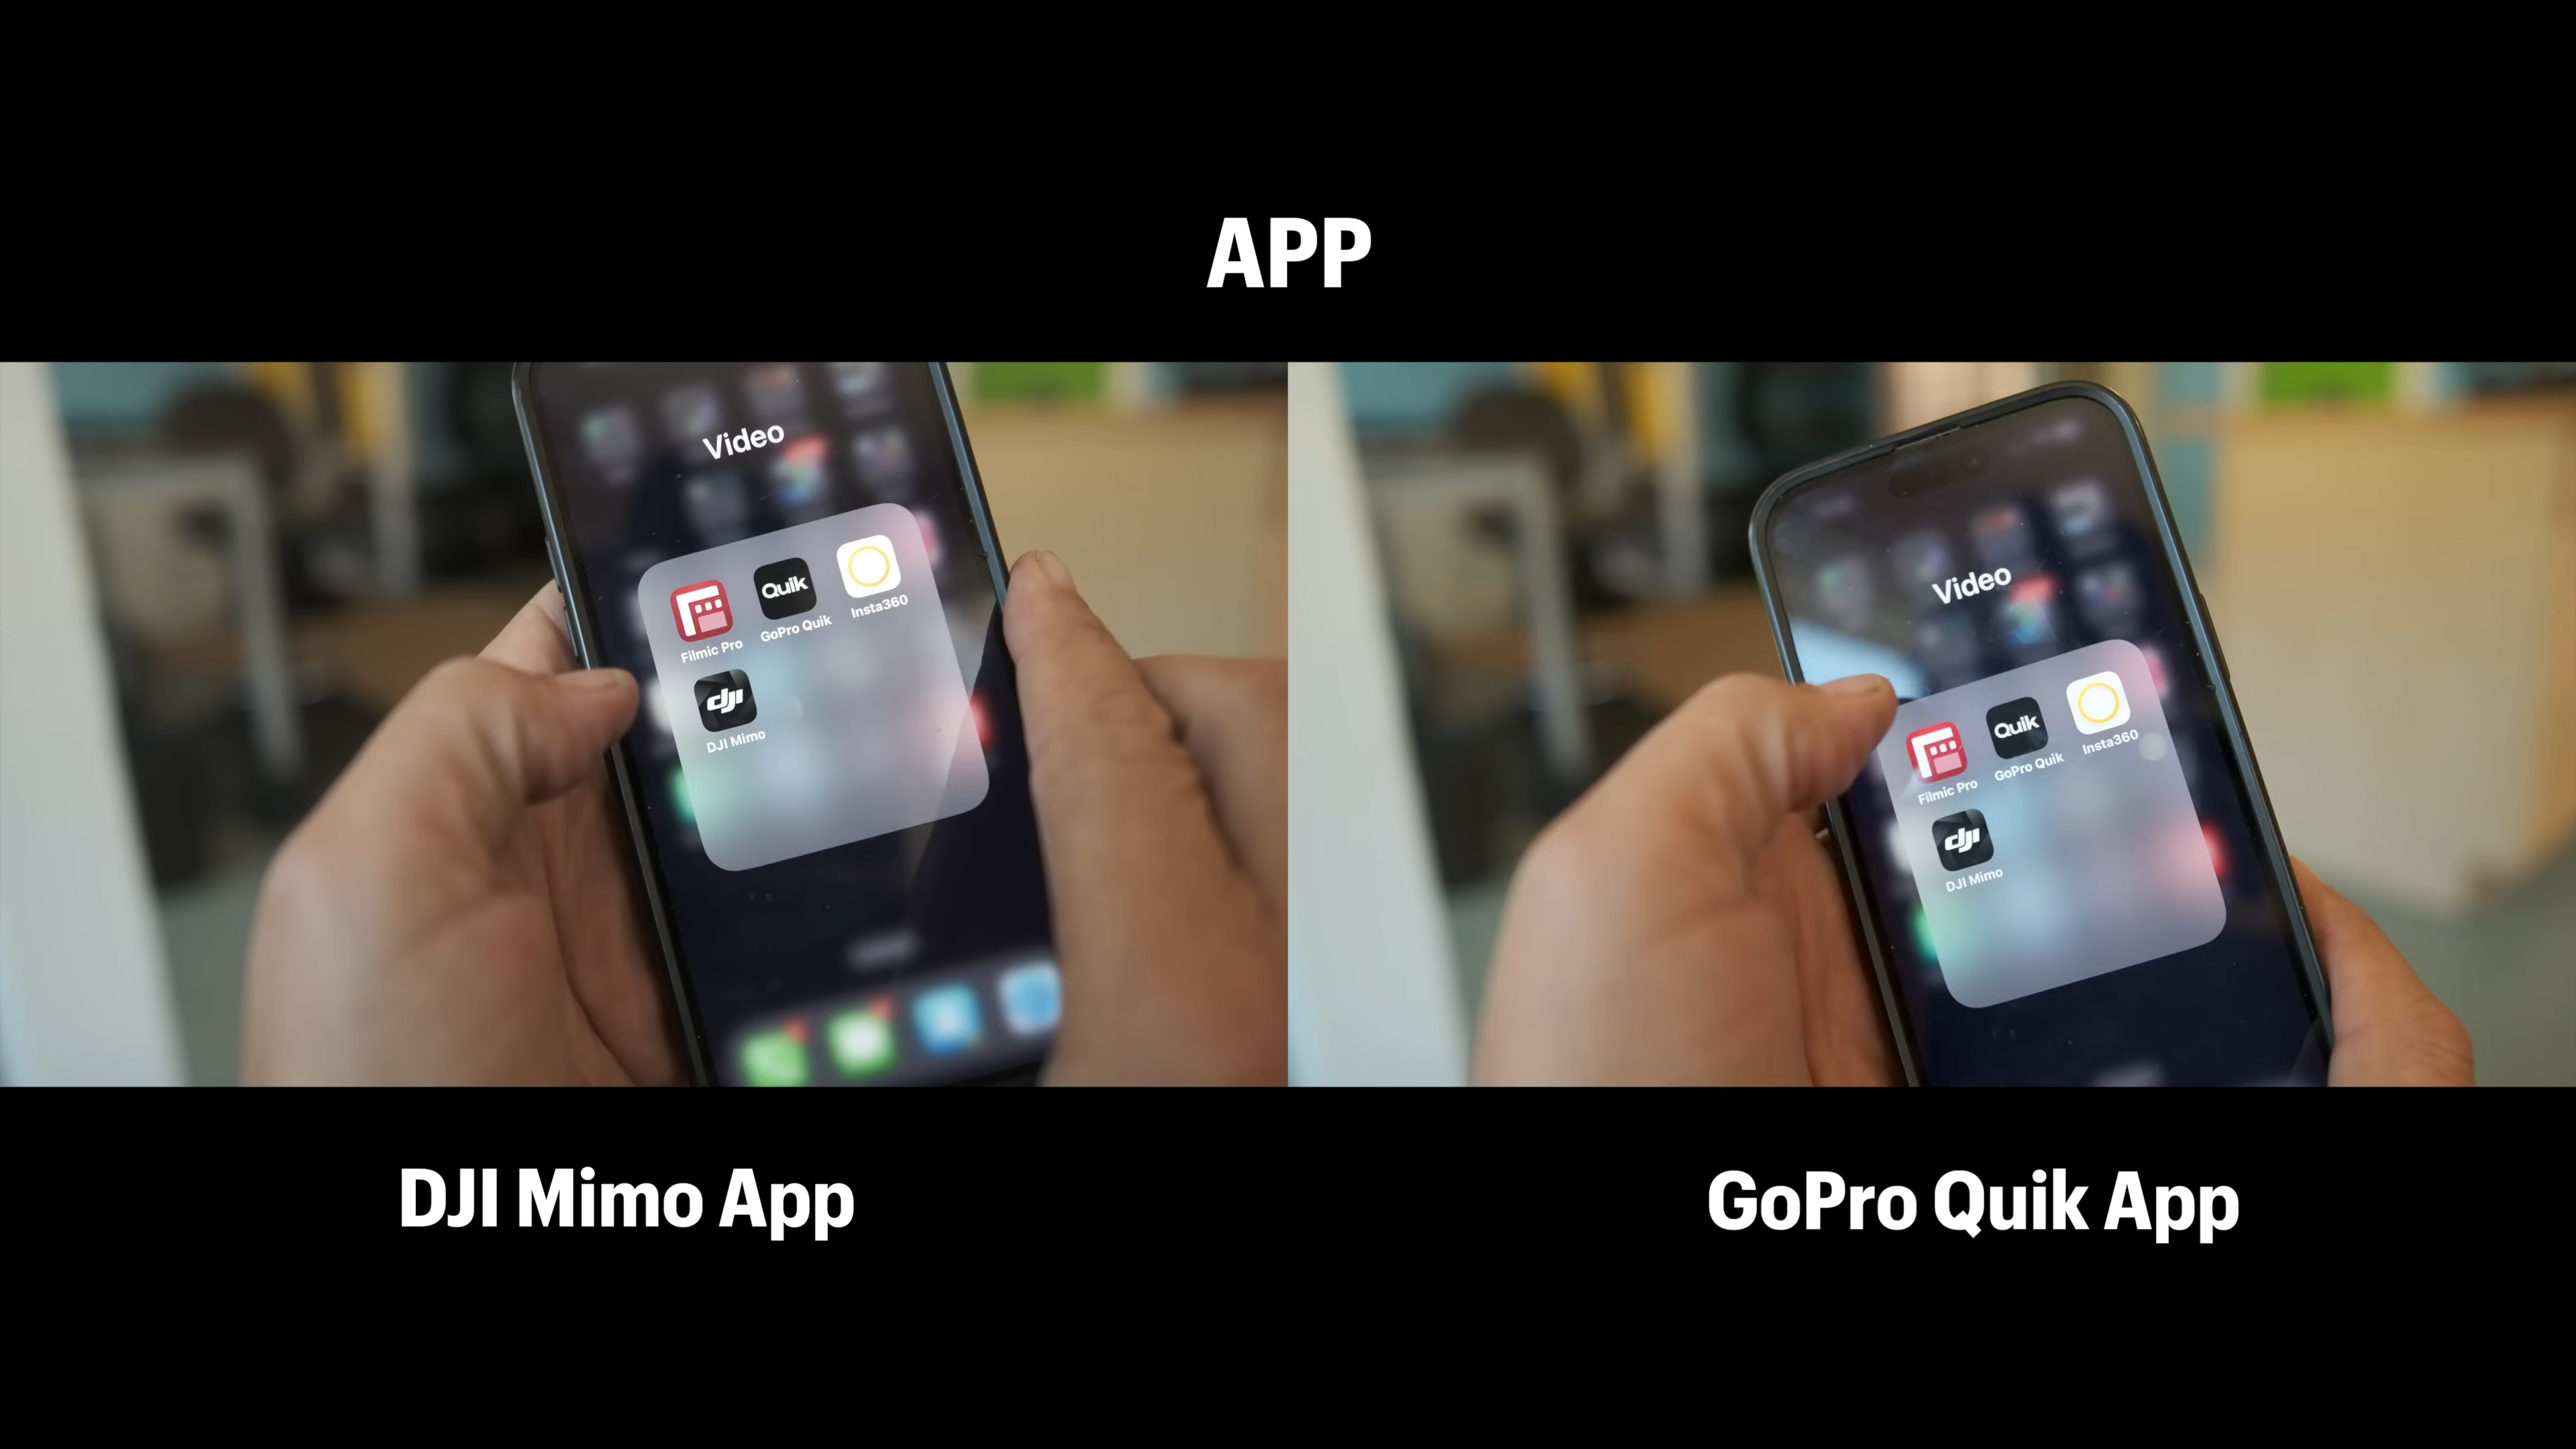 APP
Video
Quik
Filmic Pro
GoPro Quik
Insta360
dji
DJI Mimo
Video
Quik
Filmic Pro
GoPro Quik
Insta360
dji
DJI Mimo
DJI Mimo App
GoPro Quik App